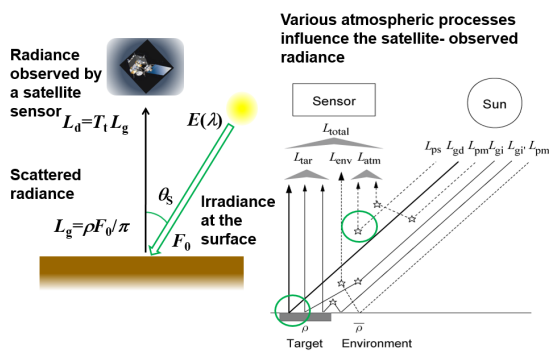 Radiance
observed by
a satellite
sensor
L_d=T_t L_g
E(λ)
Scattered
radiance
θ_S
Irradiance
at the
surface
L_g=ρF_0/π
F_0
Various atmospheric processes
influence the satellite- observed
radiance
Sensor
Sun
L_total
L_tar
L_env
L_atm
L_ps L_gd L_pm L_gi L_gi', L_pm
ρ
ρ̅
Target
Environment